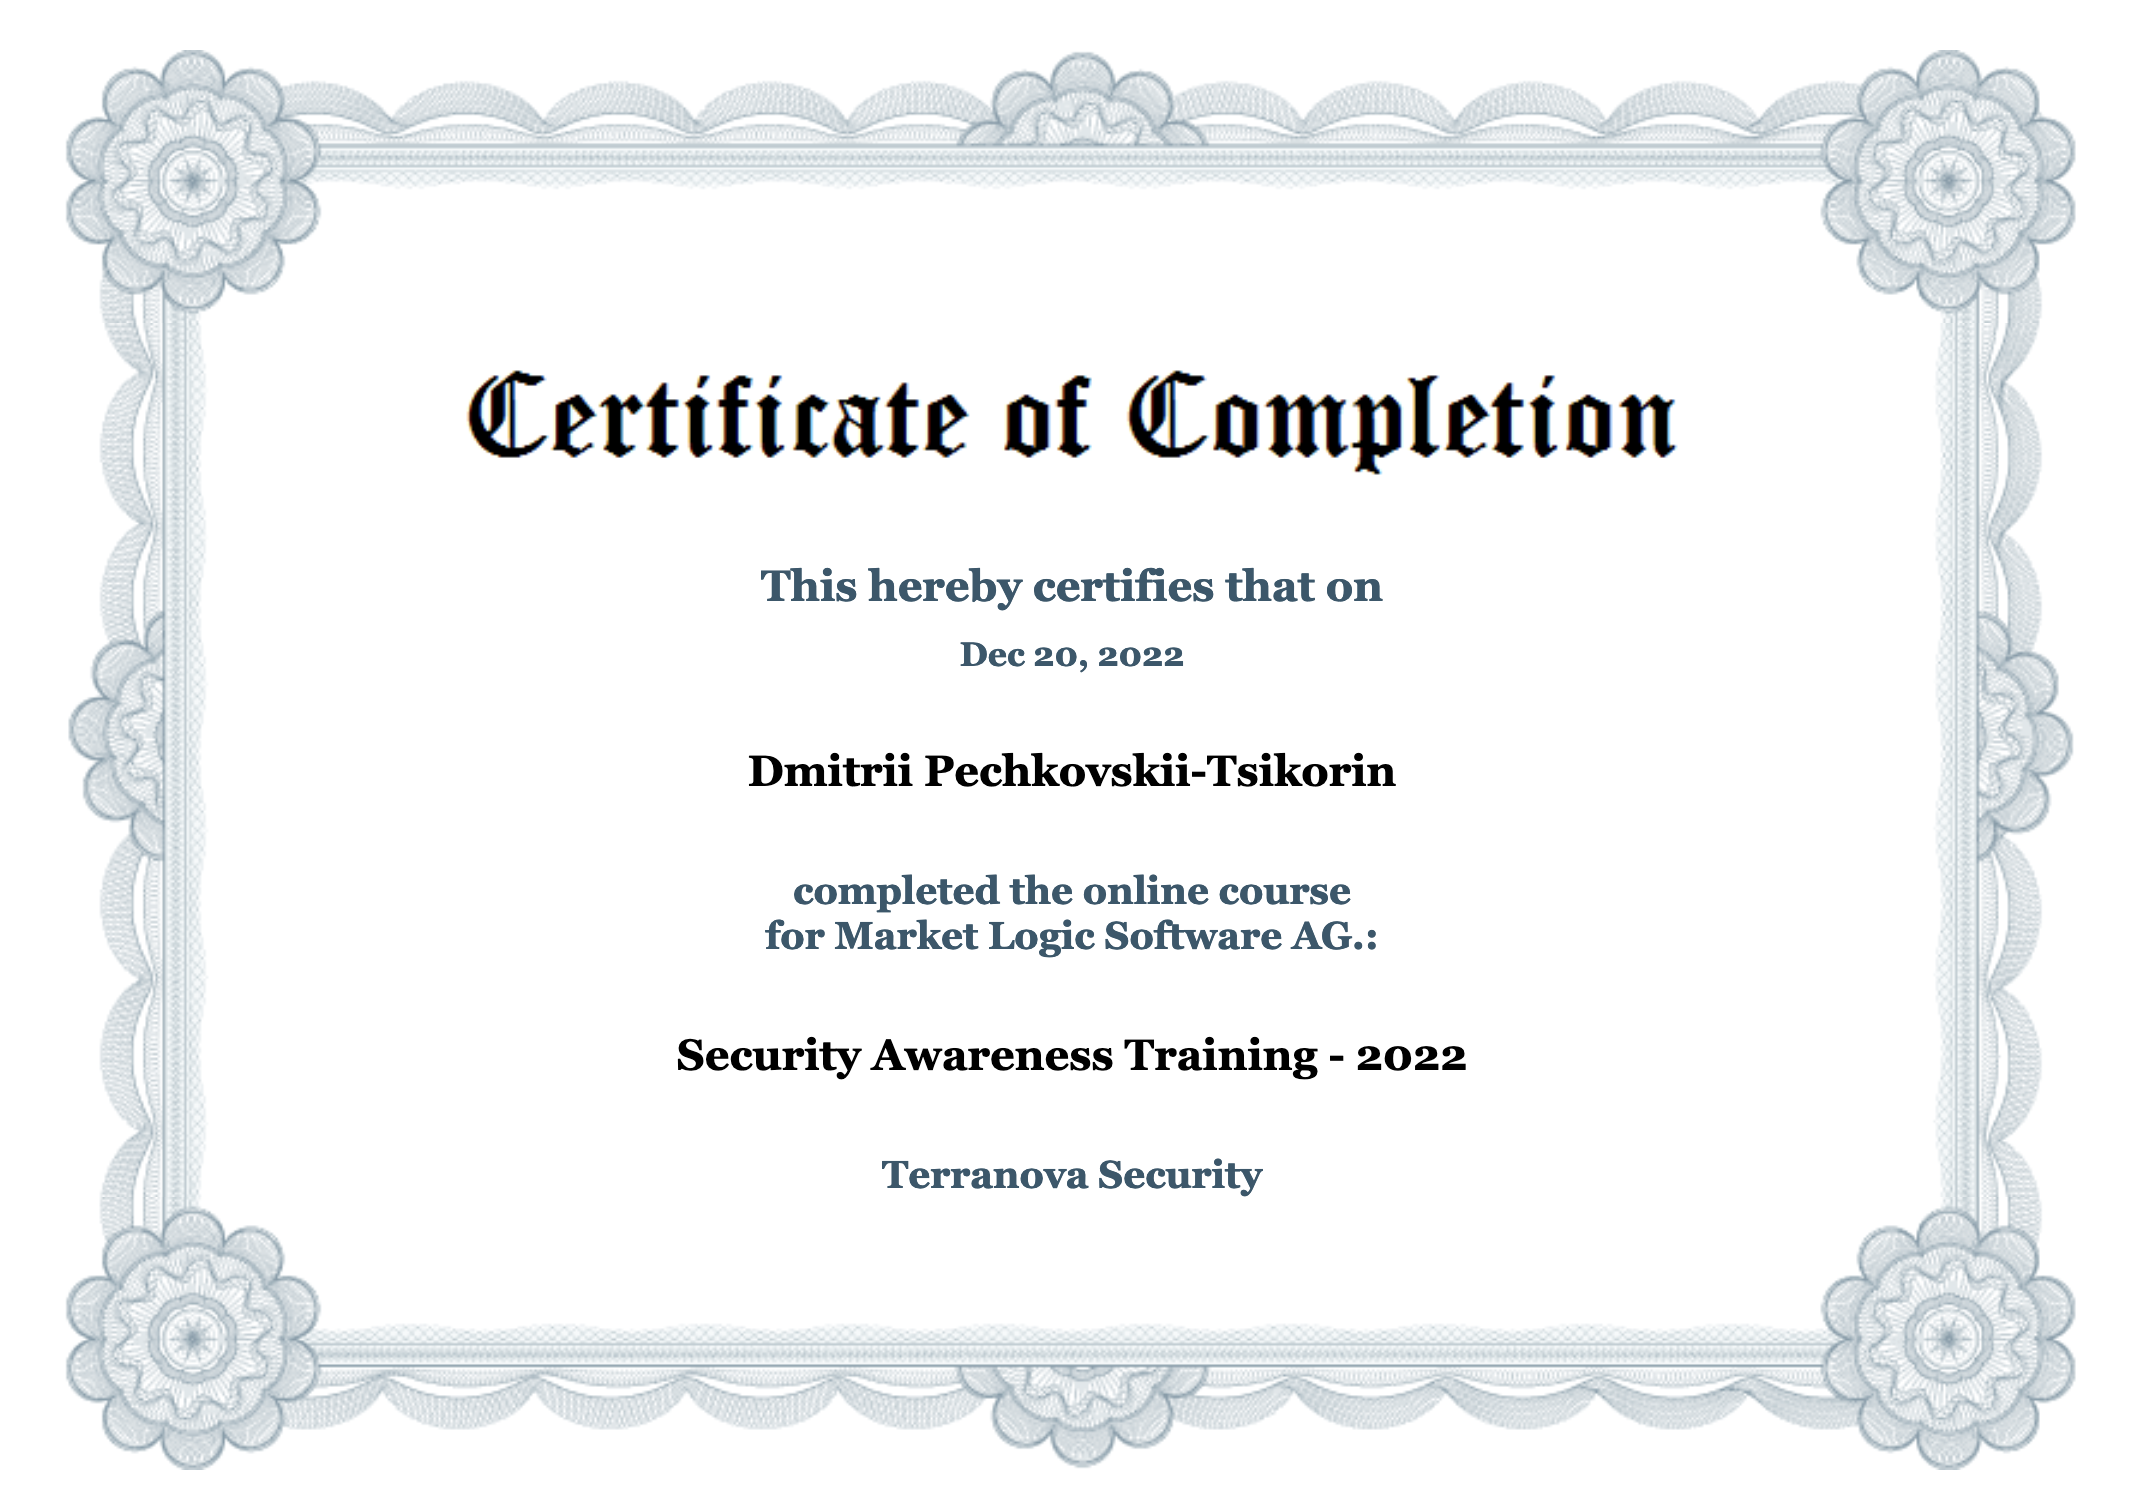 Certificate of Completion
This hereby certifies that on
Dec 20, 2022
Dmitrii Pechkovskii-Tsikorin
completed the online course
for Market Logic Software AG.:
Security Awareness Training - 2022
Terranova Security